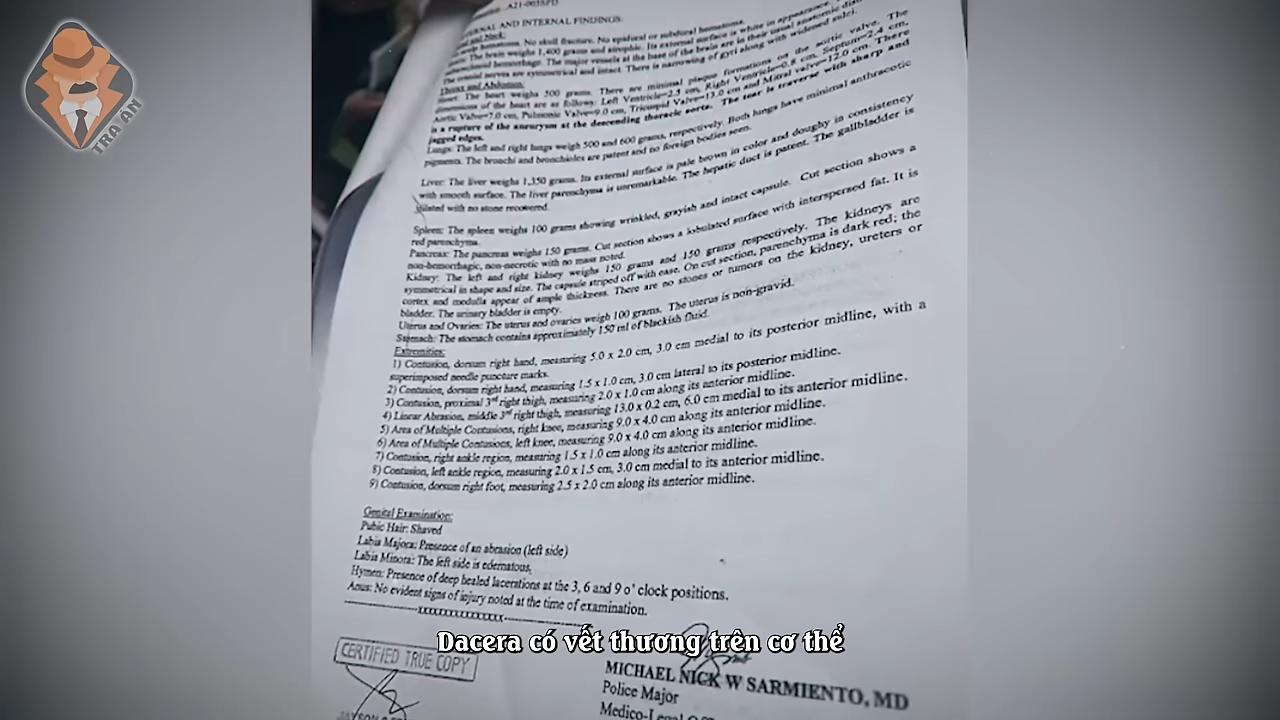 A21-003SPD
AND INTERNAL FINDINGS:
hematoma. No skull fracture. No epidural or subdural hematoma.
The brain weighs 1,400 grams and atrophic. Its external surface is white in appearance.
hemorrhage. The major vessels at the base of the brain are in their usual anatomic
The cranial nerves are symmetrical and intact. There is narrowing of gyri along with widened sulci.
Thorax and Abdomen:
Heart: The heart weighs 500 grams. There are minimal plaque formations on the aortic valve. The
dimensions of the heart are as follows: Left Ventricle=2.5 cm, Right Ventricle=0.8 cm, Septum=2.4 cm,
Aortic Valve=7.0 cm, Pulmonic Valve=9.0 cm, Tricuspid Valve=13.0 cm and Mitral valve=12.0 cm. There
is a rupture of the aneurysm at the descending thoracic aorta. The tear is traverse with sharp and
jagged edges.
Lungs: The left and right lungs weigh 500 and 600 grams, respectively. Both lungs have minimal anthracotic
pigments. The bronchi and bronchioles are patent and no foreign bodies seen.
Liver: The liver weighs 1,350 grams. Its external surface is pale brown in color and doughy in consistency
with smooth surface. The liver parenchyma is unremarkable. The hepatic duct is patent. The gallbladder is
dilated with no stone recovered.
Spleen: The spleen weighs 100 grams showing wrinkled, grayish and intact capsule. Cut section shows a
red parenchyma.
Pancreas: The pancreas weighs 150 grams. Cut section shows a lobulated surface with interspersed fat. It is
non-hemorrhagic, non-necrotic with no mass noted.
Kidney: The left and right kidney weighs 150 grams and 150 grams respectively. The kidneys are
symmetrical in shape and size. The capsule striped off with ease. On cut section, parenchyma is dark red; the
cortex and medulla appear of ample thickness. There are no stones or tumors on the kidney, ureters or
bladder. The urinary bladder is empty.
Uterus and Ovaries: The uterus and ovaries weigh 100 grams. The uterus is non-gravid.
Stomach: The stomach contains approximately 150 ml of blackish fluid.
Extremities:
1) Contusion, dorsum right hand, measuring 5.0 x 2.0 cm, 3.0 cm medial to its posterior midline, with a
superimposed needle puncture marks.
2) Contusion, dorsum right hand, measuring 1.5 x 1.0 cm, 3.0 cm lateral to its posterior midline.
3) Contusion, proximal 3rd right thigh, measuring 2.0 x 1.0 cm along its anterior midline.
4) Linear Abrasion, middle 3rd right thigh, measuring 13.0 x 0.2 cm, 6.0 cm medial to its anterior midline.
5) Area of Multiple Contusions, right knee, measuring 9.0 x 4.0 cm along its anterior midline.
6) Area of Multiple Contusions, left knee, measuring 9.0 x 4.0 cm along its anterior midline.
7) Contusion, right ankle region, measuring 1.5 x 1.0 cm along its anterior midline.
8) Contusion, left ankle region, measuring 2.0 x 1.5 cm, 3.0 cm medial to its anterior midline.
9) Contusion, dorsum right foot, measuring 2.5 x 2.0 cm along its anterior midline.
Genital Examination:
Pubic Hair: Shaved
Labia Majora: Presence of an abrasion (left side)
Labia Minora: The left side is edematous.
Hymen: Presence of deep healed lacerations at the 3, 6 and 9 o' clock positions.
Anus: No evident signs of injury noted at the time of examination.
Dacera có vết thương trên cơ thể
CERTIFIED TRUE COPY
MICHAEL NICK W SARMIENTO, MD
Police Major
Medico-Legal
TRA ÁN